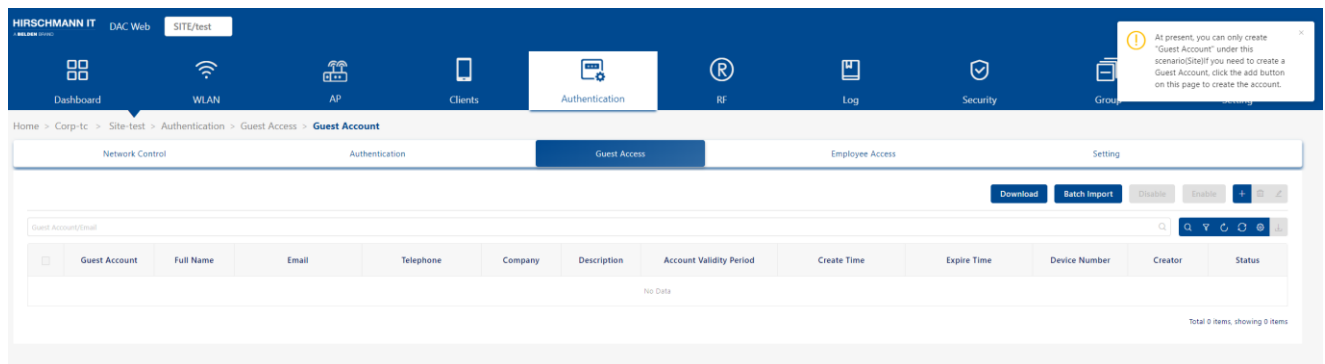 HIRSCHMANN IT
A BELDEN BRAND
DAC Web
SITE/test
At present, you can only create
"Guest Account" under this
scenario(Site)If you need to create a
Guest Account, click the add button
on this page to create the account.
Dashboard WLAN AP Clients Authentication RF Log Security Group
Home > Corp-tc > Site-test > Authentication > Guest Access > Guest Account
Network Control Authentication Guest Access Employee Access Setting
Download Batch Import Disable Enable
Guest Account/Email
Guest Account Full Name Email Telephone Company Description Account Validity Period Create Time Expire Time Device Number Creator Status
No Data
Total 0 items, showing 0 items